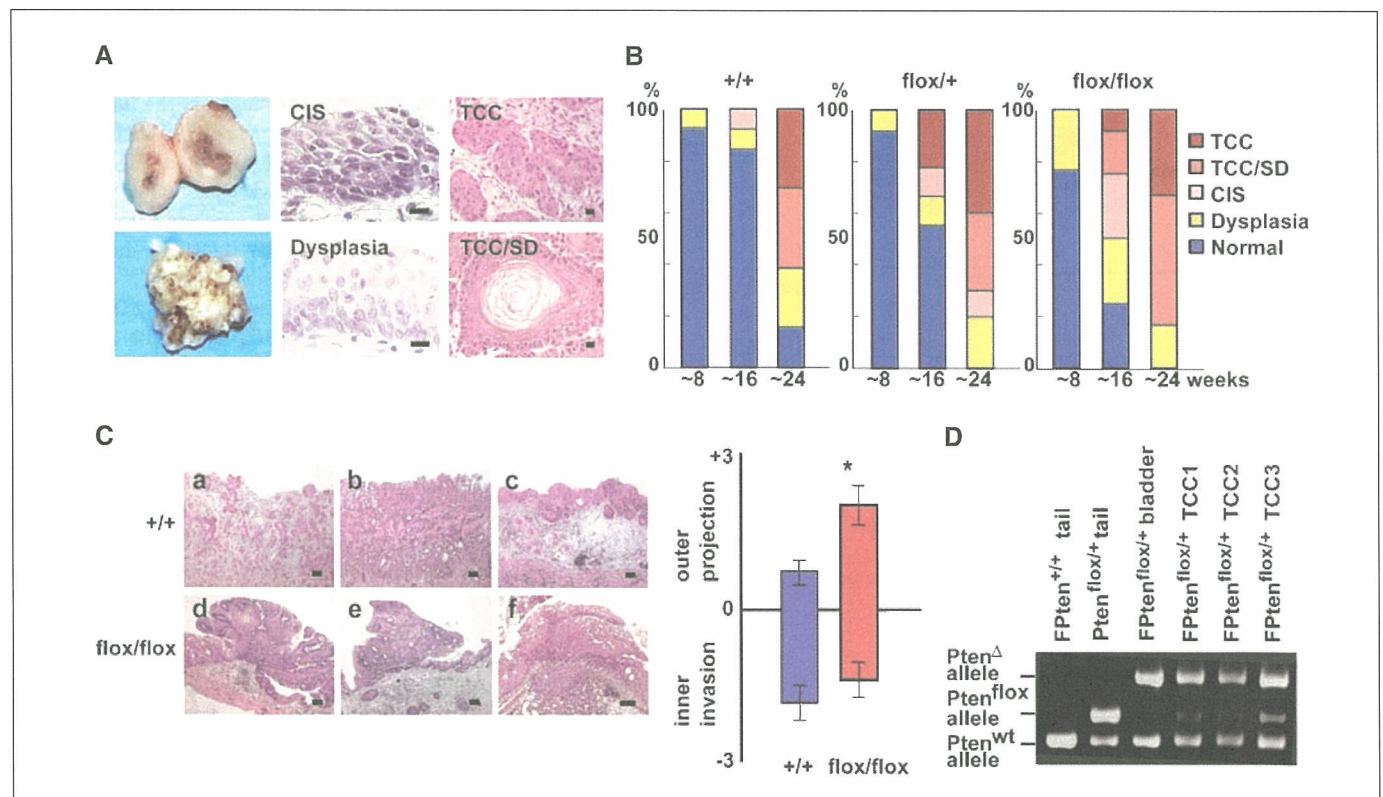 A
CIS
TCC
Dysplasia
TCC/SD
B
+/+
flox/+
flox/flox
%
%
%
100
100
100
50
50
50
0
0
0
~8 ~16 ~24
~8 ~16 ~24
~8 ~16 ~24 weeks
TCC
TCC/SD
CIS
Dysplasia
Normal
C
+/+
a
b
c
flox/flox
d
e
f
+3
0
-3
outer projection
inner invasion
*
+/+ flox/flox
D
FPten+/+ tail
Ptenflox/+ tail
FPtenflox/+ bladder
FPtenflox/+ TCC1
FPtenflox/+ TCC2
FPtenflox/+ TCC3
PtenΔ
allele
Ptenflox
allele
Ptenwt
allele